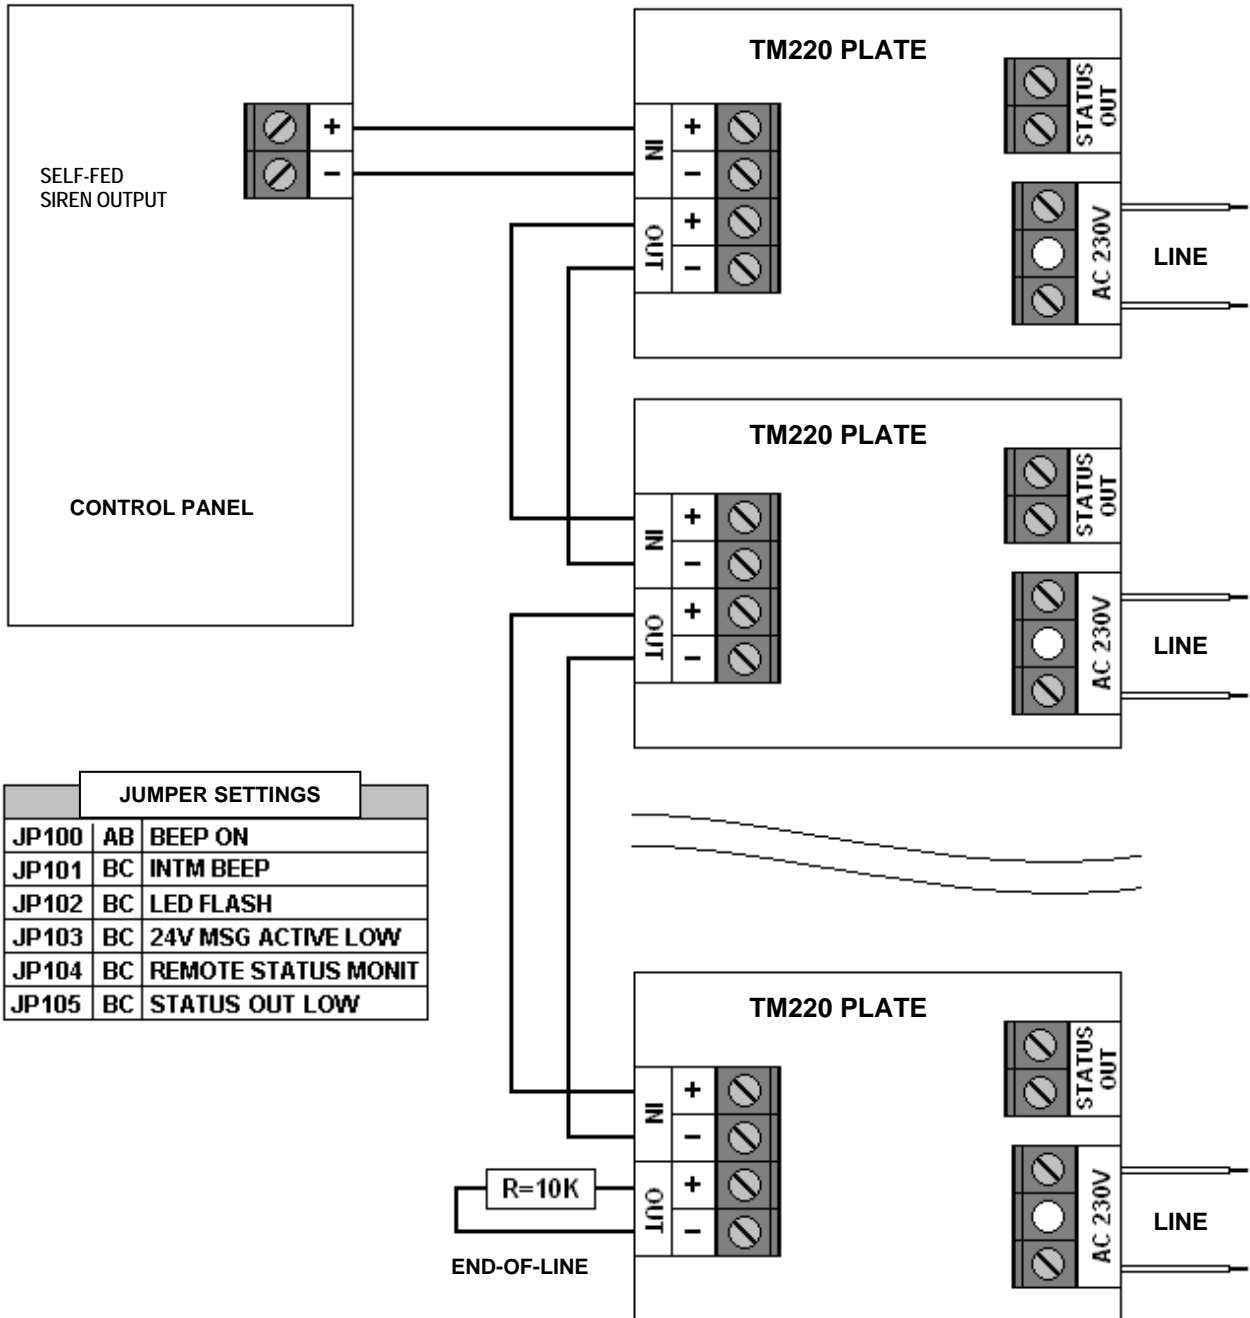 SELF-FED
SIREN OUTPUT
+
−
CONTROL PANEL
TM220 PLATE
IN
+
−
OUT
+
−
STATUS
OUT
AC 230V
LINE
TM220 PLATE
IN
+
−
OUT
+
−
STATUS
OUT
AC 230V
LINE
JUMPER SETTINGS
JP100 AB BEEP ON
JP101 BC INTM BEEP
JP102 BC LED FLASH
JP103 BC 24V MSG ACTIVE LOW
JP104 BC REMOTE STATUS MONIT
JP105 BC STATUS OUT LOW
TM220 PLATE
IN
+
−
OUT
+
−
R=10K
END-OF-LINE
STATUS
OUT
AC 230V
LINE